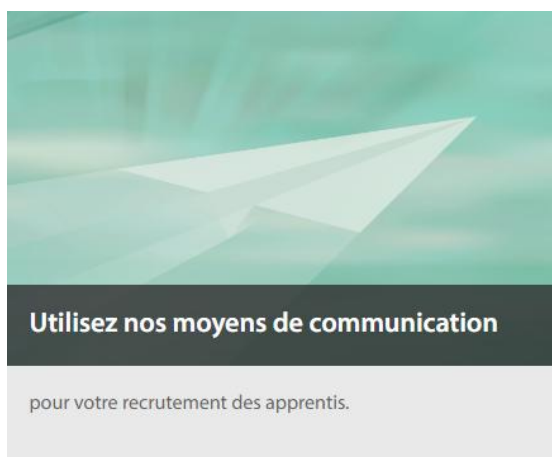 Utilisez nos moyens de communication
pour votre recrutement des apprentis.